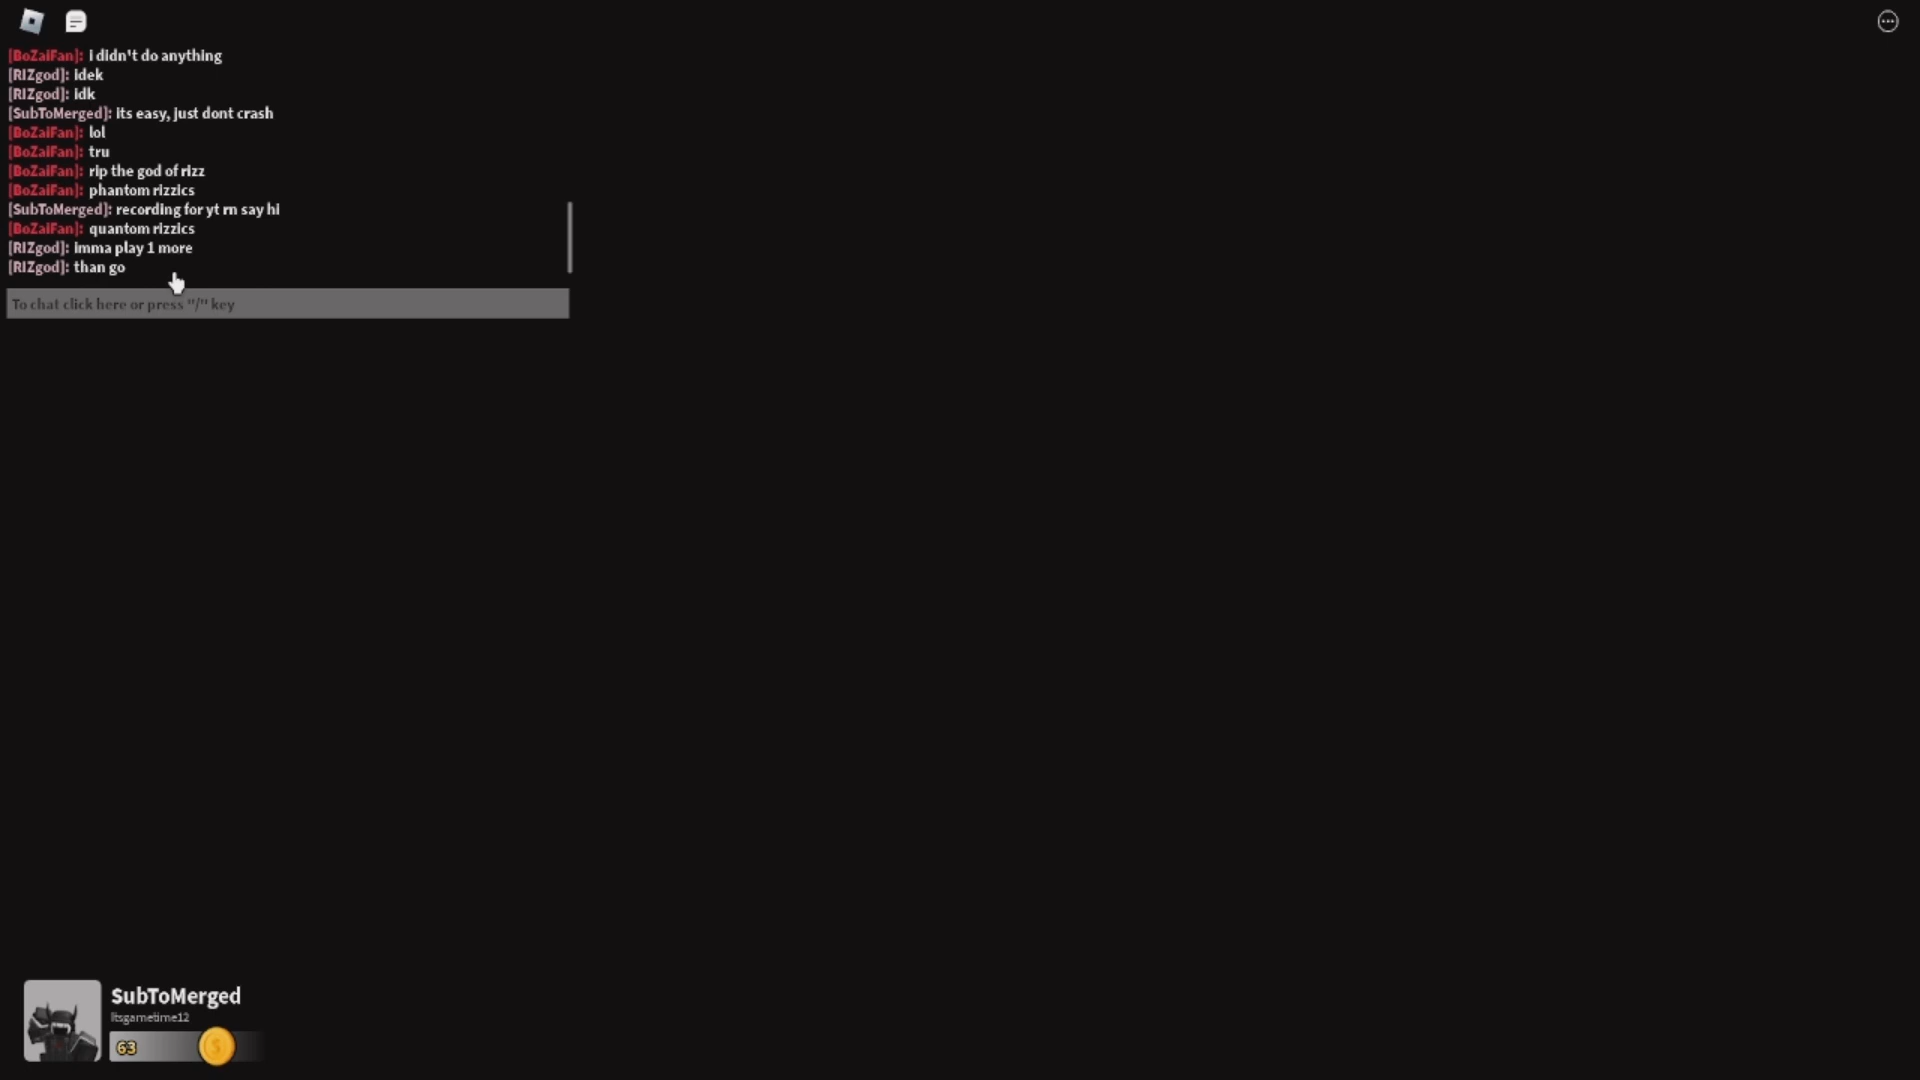 [BoZaiFan]: i didn't do anything
[RIZgod]: idek
[RIZgod]: idk
[SubToMerged]: its easy, just dont crash
[BoZaiFan]: lol
[BoZaiFan]: tru
[BoZaiFan]: rip the god of rizz
[BoZaiFan]: phantom rizzics
[SubToMerged]: recording for yt rn say hi
[BoZaiFan]: quantom rizzics
[RIZgod]: imma play 1 more
[RIZgod]: than go
To chat click here or press "/" key
SubToMerged
Itsgametime12
63